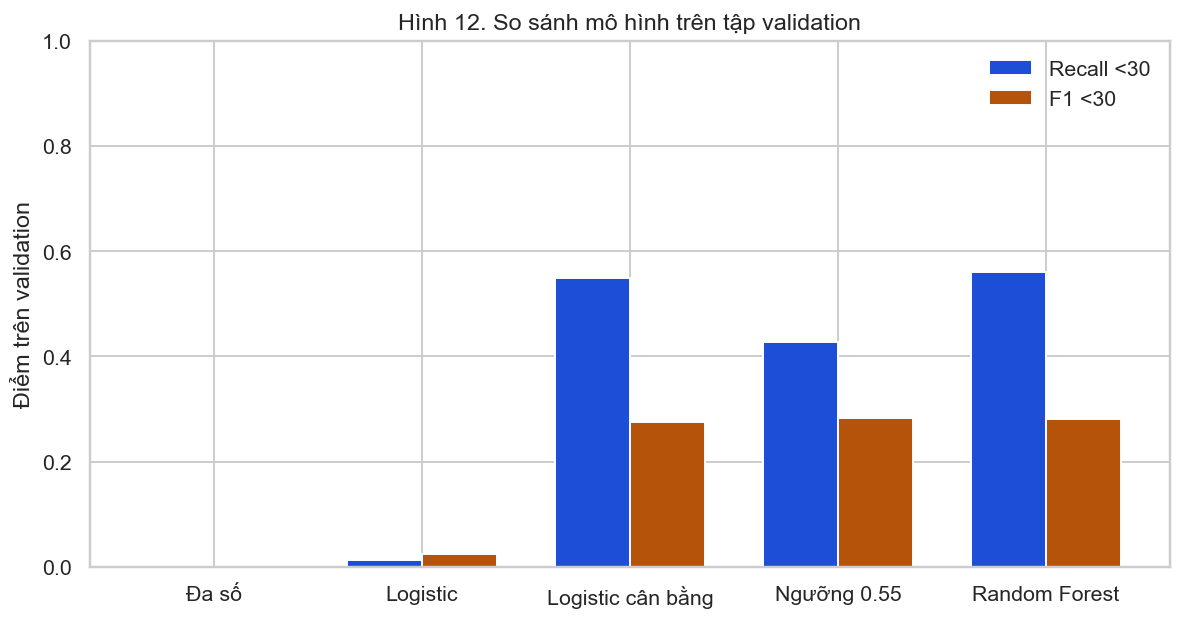 Hình 12. So sánh mô hình trên tập validation
Recall <30
F1 <30
Điểm trên validation
1.0
0.8
0.6
0.4
0.2
0.0
Đa số
Logistic
Logistic cân bằng
Ngưỡng 0.55
Random Forest